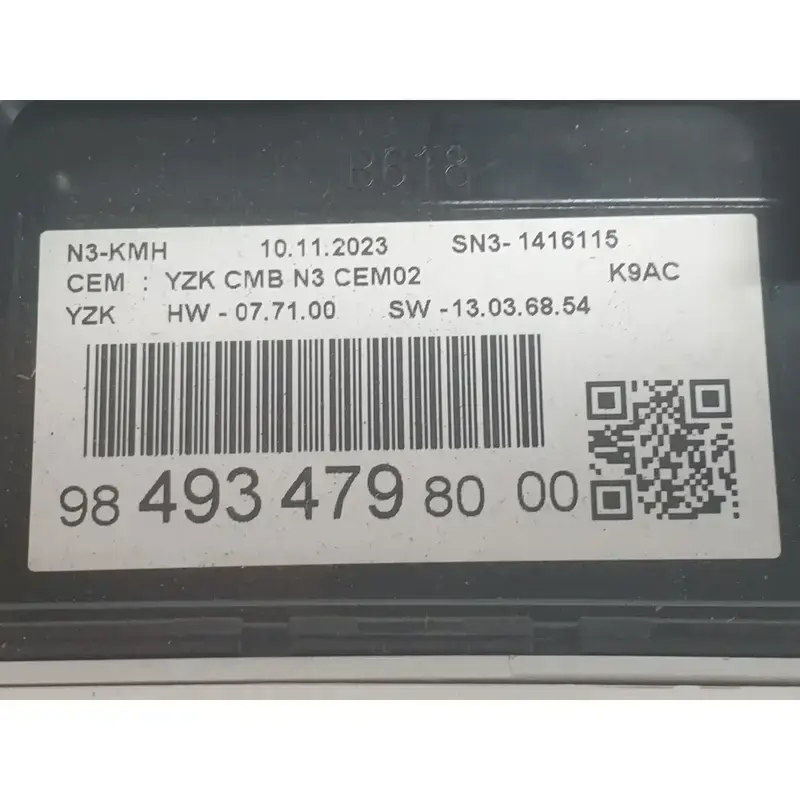 8618
N3-KMH 10.11.2023 SN3- 1416115
CEM : YZK CMB N3 CEM02 K9AC
YZK HW - 07.71.00 SW -13.03.68.54
98 493 479 80 00